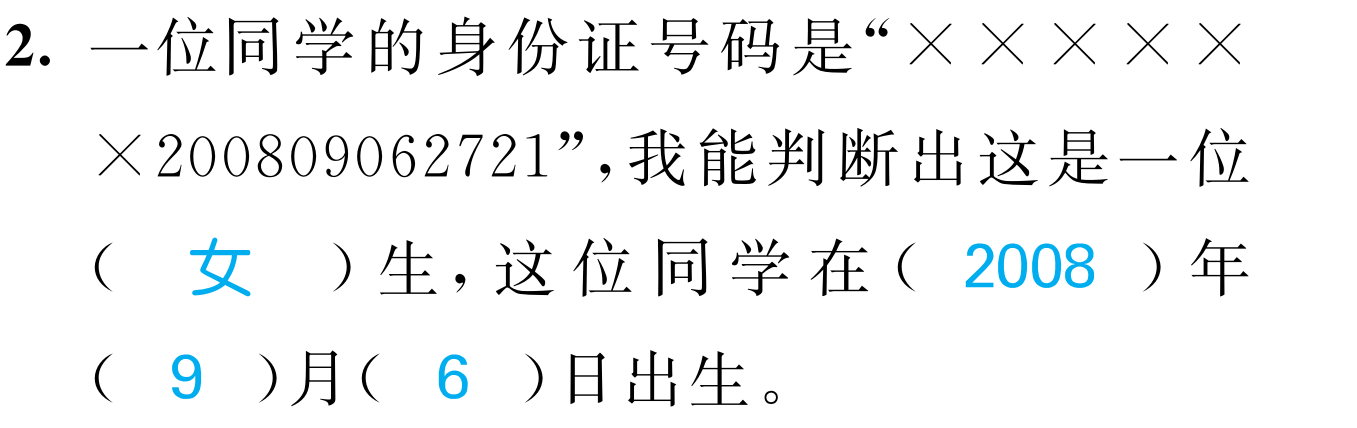 2. 一位同学的身份证号码是“×××××
×200809062721”,我能判断出这是一位
( 女 )生,这位同学在( 2008 )年
( 9 )月( 6 )日出生。